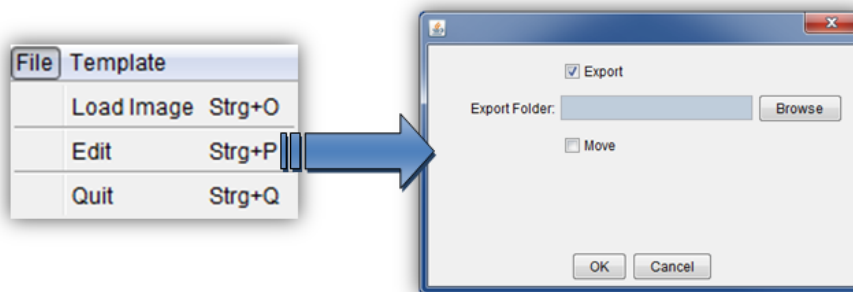 File Template
Load Image Strg+O
Edit Strg+P
Quit Strg+Q
Export
Export Folder: Browse
Move
OK Cancel